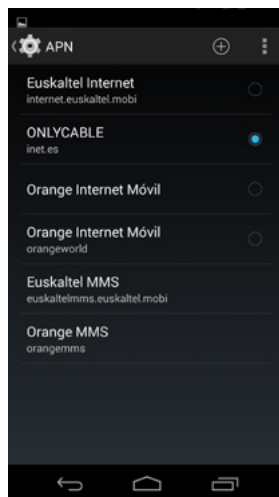 APN
Euskaltel Internet
internet.euskaltel.mobi
ONLYCABLE
inet.es
Orange Internet Móvil
Orange Internet Móvil
orangeworld
Euskaltel MMS
euskaltelmms.euskaltel.mobi
Orange MMS
orangemms